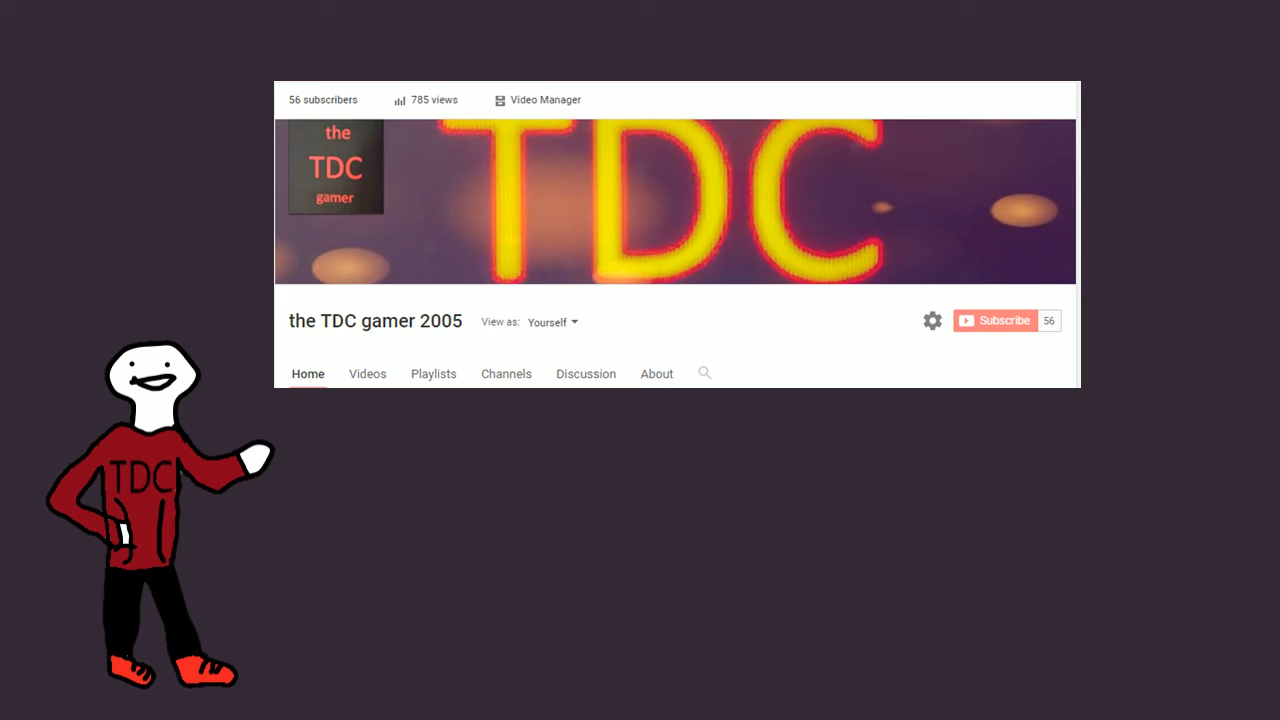 56 subscribers 785 views Video Manager
the
TDC
gamer
TDC
the TDC gamer 2005 View as: Yourself Subscribe 56
Home Videos Playlists Channels Discussion About
TDC